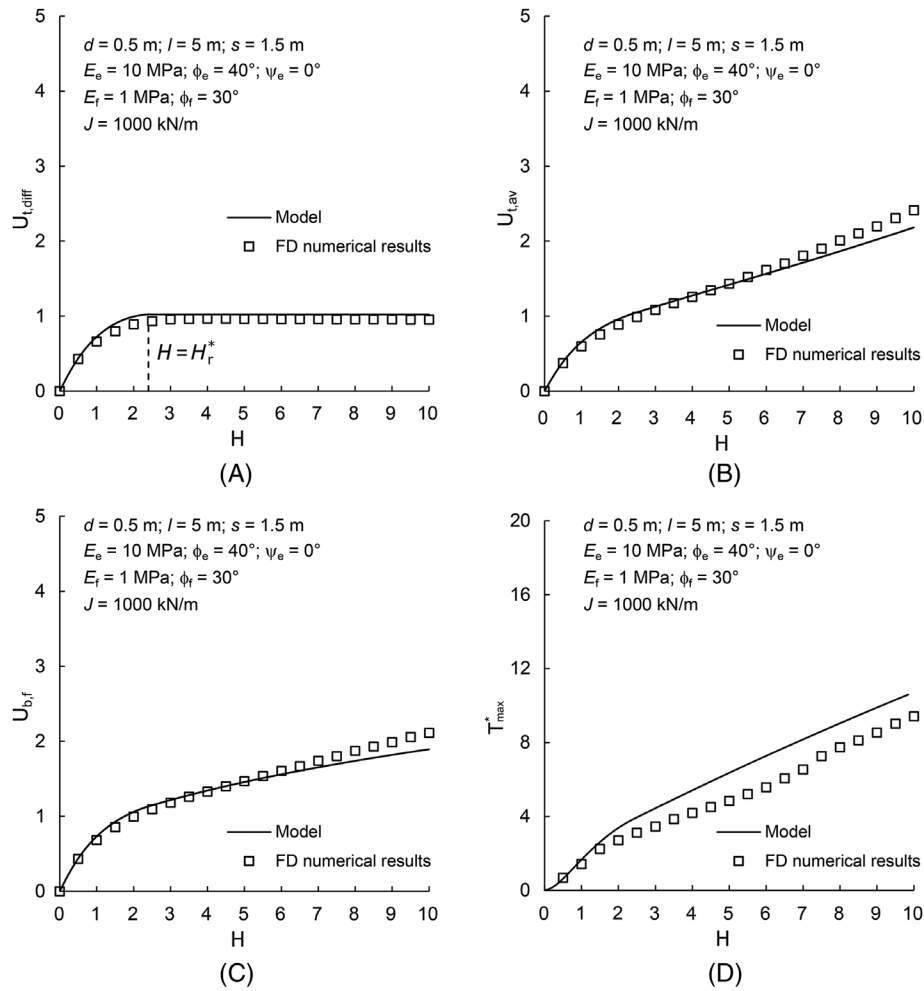 5
4
3
2
1
0
U_t,diff
d = 0.5 m; l = 5 m; s = 1.5 m
E_e = 10 MPa; ϕ_e = 40°; ψ_e = 0°
E_f = 1 MPa; ϕ_f = 30°
J = 1000 kN/m
Model
FD numerical results
H = H*_r
0 1 2 3 4 5 6 7 8 9 10
H
(A)
5
4
3
2
1
0
U_t,av
d = 0.5 m; l = 5 m; s = 1.5 m
E_e = 10 MPa; ϕ_e = 40°; ψ_e = 0°
E_f = 1 MPa; ϕ_f = 30°
J = 1000 kN/m
Model
FD numerical results
0 1 2 3 4 5 6 7 8 9 10
H
(B)
5
4
3
2
1
0
U_b,f
d = 0.5 m; l = 5 m; s = 1.5 m
E_e = 10 MPa; ϕ_e = 40°; ψ_e = 0°
E_f = 1 MPa; ϕ_f = 30°
J = 1000 kN/m
Model
FD numerical results
0 1 2 3 4 5 6 7 8 9 10
H
(C)
20
16
12
8
4
0
T*_max
d = 0.5 m; l = 5 m; s = 1.5 m
E_e = 10 MPa; ϕ_e = 40°; ψ_e = 0°
E_f = 1 MPa; ϕ_f = 30°
J = 1000 kN/m
Model
FD numerical results
0 1 2 3 4 5 6 7 8 9 10
H
(D)